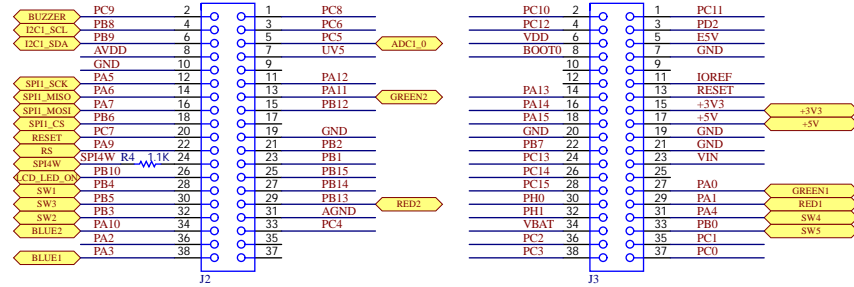 BUZZER PC9 2 1 PC8 PC10 2 1 PC11
I2C1_SCL PB8 4 3 PC6 PC12 4 3 PD2
I2C1_SDA PB9 6 5 PC5 ADC1_0 VDD 6 5 E5V
AVDD 8 7 UV5 BOOT0 8 7 GND
GND 10 9 10 9
SPI1_SCK PA5 12 11 PA12 12 11 IOREF
SPI1_MISO PA6 14 13 PA11 GREEN2 PA13 14 13 RESET
SPI1_MOSI PA7 16 15 PB12 PA14 16 15 +3V3 +3V3
SPI1_CS PB6 18 17 PA15 18 17 +5V +5V
RESET PC7 20 19 GND GND 20 19 GND
RS PA9 22 21 PB2 PB7 22 21 GND
SPI4W SPI4W R4 1.1K 24 23 PB1 PC13 24 23 VIN
LCD_LED_ON PB10 26 25 PB15 PC14 26 25
SW1 PB4 28 27 PB14 PC15 28 27 PA0 GREEN1
SW3 PB5 30 29 PB13 RED2 PH0 30 29 PA1 RED1
SW2 PB3 32 31 AGND PH1 32 31 PA4 SW4
BLUE2 PA10 34 33 PC4 VBAT 34 33 PB0 SW5
PA2 36 35 PC2 36 35 PC1
BLUE1 PA3 38 37 PC3 38 37 PC0
J2 J3